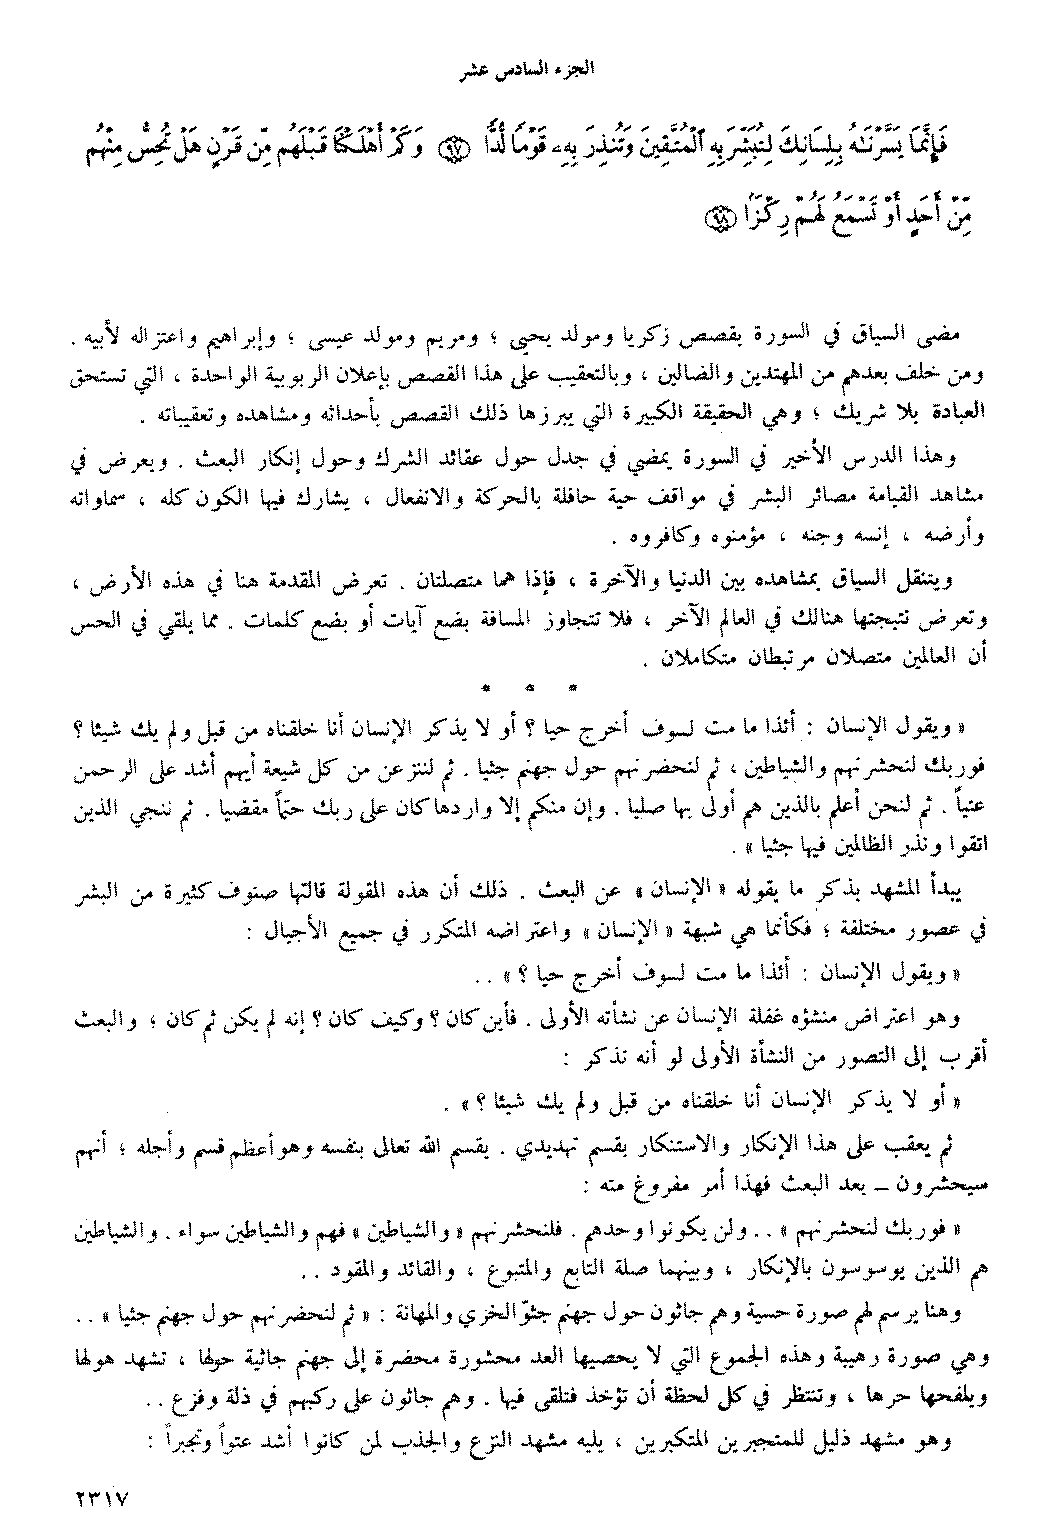 الجزء السادس عشر
فَإِنَّمَا يَسَّرْنَٰهُ بِلِسَانِكَ لِتُبَشِّرَ بِهِ ٱلْمُتَّقِينَ وَتُنذِرَ بِهِۦ قَوْمًا لُّدًّا ﴿٩٧﴾ وَكَمْ أَهْلَكْنَا قَبْلَهُم مِّن قَرْنٍ هَلْ تُحِسُّ مِنْهُم
مِّنْ أَحَدٍ أَوْ تَسْمَعُ لَهُمْ رِكْزًا ﴿٩٨﴾
مضى السياق في السورة بقصص زكريا ومولد يحيى ؛ ومريم ومولد عيسى ؛ وإبراهيم واعتزاله لأبيه .
ومن خلف بعدهم من المهتدين والضالين ، وبالتعقيب على هذا القصص بإعلان الربوبية الواحدة ، التي تستحق
العبادة بلا شريك ؛ وهي الحقيقة الكبيرة التي يبرزها ذلك القصص بأحداثه ومشاهده وتعقيباته .
وهذا الدرس الأخير في السورة يمضي في جدل حول عقائد الشرك وحول إنكار البعث . ويعرض في
مشاهد القيامة مصائر البشر في مواقف حية حافلة بالحركة والانفعال ، يشارك فيها الكون كله ، سماواته
وأرضه ، إنسه وجنه ، مؤمنوه وكافروه .
ويتنقل السياق بمشاهده بين الدنيا والآخرة ، فإذا هما متصلتان . تعرض المقدمة هنا في هذه الأرض ،
وتعرض نتيجتها هنالك في العالم الآخر ، فلا تتجاوز المسافة بضع آيات أو بضع كلمات . مما يلقي في الحس
أن العالمين متصلان مرتبطان متكاملان .
* * *
« ويقول الإنسان : أئذا ما مت لسوف أخرج حيا ؟ أو لا يذكر الإنسان أنا خلقناه من قبل ولم يك شيئا ؟
فوربك لنحشرنهم والشياطين ، ثم لنحضرنهم حول جهنم جثيا . ثم لننزعن من كل شيعة أيهم أشد على الرحمن
عتياً . ثم لنحن أعلم بالذين هم أولى بها صليا . وإن منكم إلا واردها كان على ربك حتماً مقضيا . ثم ننجي الذين
اتقوا ونذر الظالمين فيها جثيا » .
يبدأ المشهد بذكر ما يقوله « الإنسان » عن البعث . ذلك أن هذه المقولة قالتها صنوف كثيرة من البشر
في عصور مختلفة ؛ فكأنما هي شبهة « الإنسان » واعتراضه المتكرر في جميع الأجيال :
« ويقول الإنسان : أئذا ما مت لسوف أخرج حيا ؟ » ..
وهو اعتراض منشؤه غفلة الإنسان عن نشأته الأولى . فأين كان ؟ وكيف كان ؟ إنه لم يكن ثم كان ؛ والبعث
أقرب إلى التصور من النشأة الأولى لو أنه تذكر :
« أو لا يذكر الإنسان أنا خلقناه من قبل ولم يك شيئا ؟ » .
ثم يعقب على هذا الإنكار والاستنكار بقسم تهديدي . يقسم الله تعالى بنفسه وهو أعظم قسم وأجله ؛ أنهم
سيحشرون – بعد البعث فهذا أمر مفروغ منه :
« فوربك لنحشرنهم » .. ولن يكونوا وحدهم . فلنحشرنهم « والشياطين » فهم والشياطين سواء . والشياطين
هم الذين يوسوسون بالإنكار ، وبينهما صلة التابع والمتبوع ، والقائد والمقود ..
وهنا يرسم لهم صورة حسية وهم جاثون حول جهنم جثوّ الخزي والمهانة : « ثم لنحضرنهم حول جهنم جثيا » ..
وهي صورة رهيبة وهذه الجموع التي لا يحصيها العد محشورة محضرة إلى جهنم جاثية حولها ، تشهد هولها
ويلفحها حرها ، وتنتظر في كل لحظة أن تؤخذ فتلقى فيها . وهم جاثون على ركبهم في ذلة وفزع ..
وهو مشهد ذليل للمتجبرين المتكبرين ، يليه مشهد النزع والجذب لمن كانوا أشد عتواً وتجبراً :
٢٣١٧